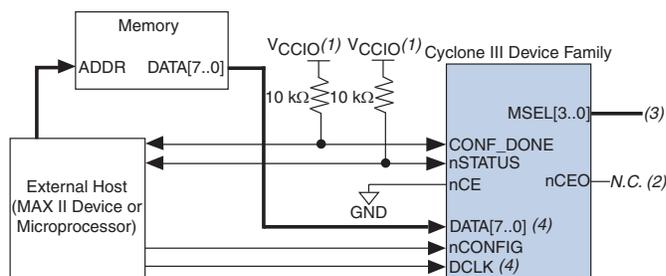 Memory
ADDR DATA[7..0]
VCCIO(1) VCCIO(1)
10 kΩ 10 kΩ
Cyclone III Device Family
MSEL[3..0] (3)
CONF_DONE
nSTATUS
nCE nCEO N.C. (2)
GND
External Host
(MAX II Device or
Microprocessor)
DATA[7..0] (4)
nCONFIG
DCLK (4)